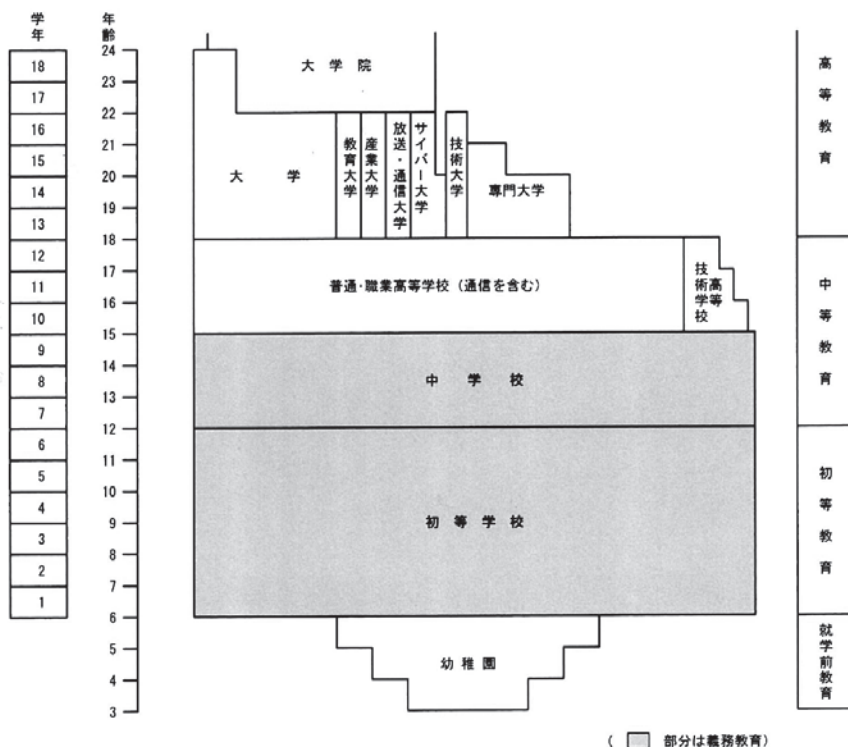 学年
年齢
24
18
23
17
22
16
21
15
20
14
19
13
18
12
17
11
16
10
15
9
14
8
13
7
12
6
11
5
10
4
9
3
8
2
7
1
6
5
4
3
大学院
大学
教育大学
産業大学
放送・通信大学
サイバー大学
技術大学
専門大学
普通・職業高等学校(通信を含む)
技術高等学校
中学校
初等学校
幼稚園
高等教育
中等教育
初等教育
就学前教育
( 部分は義務教育)